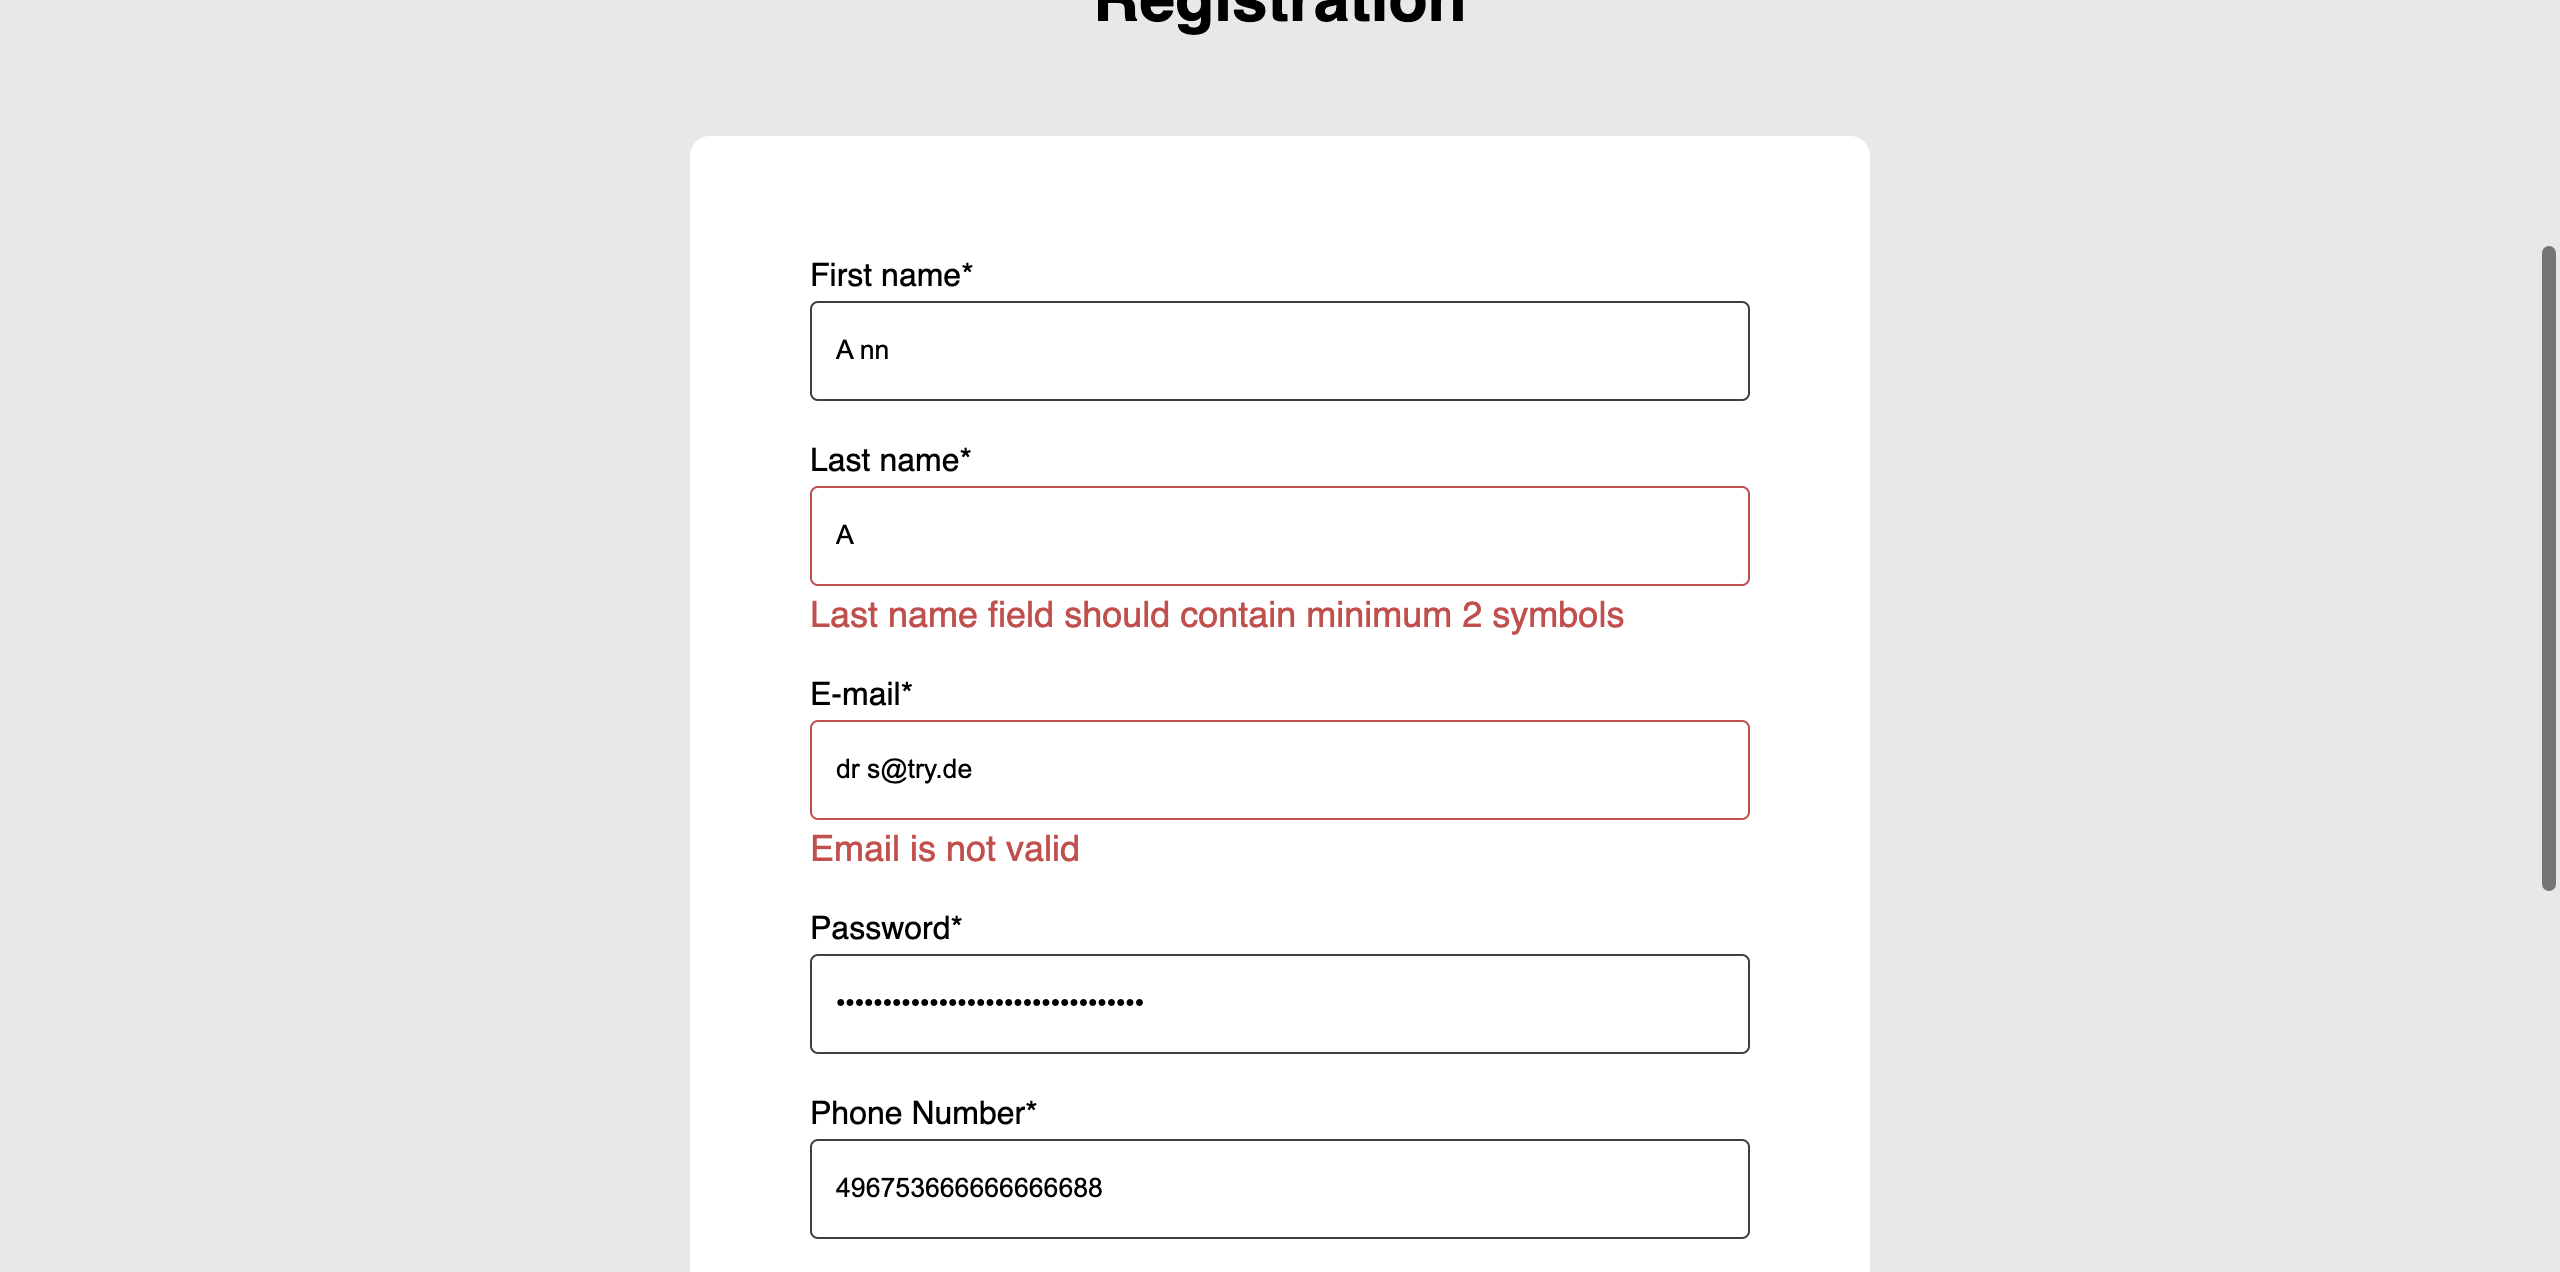 Registration
First name*
A nn
Last name*
A
Last name field should contain minimum 2 symbols
E-mail*
dr s@try.de
Email is not valid
Password*
•••••••••••••••••••••••••••••••••
Phone Number*
496753666666666688